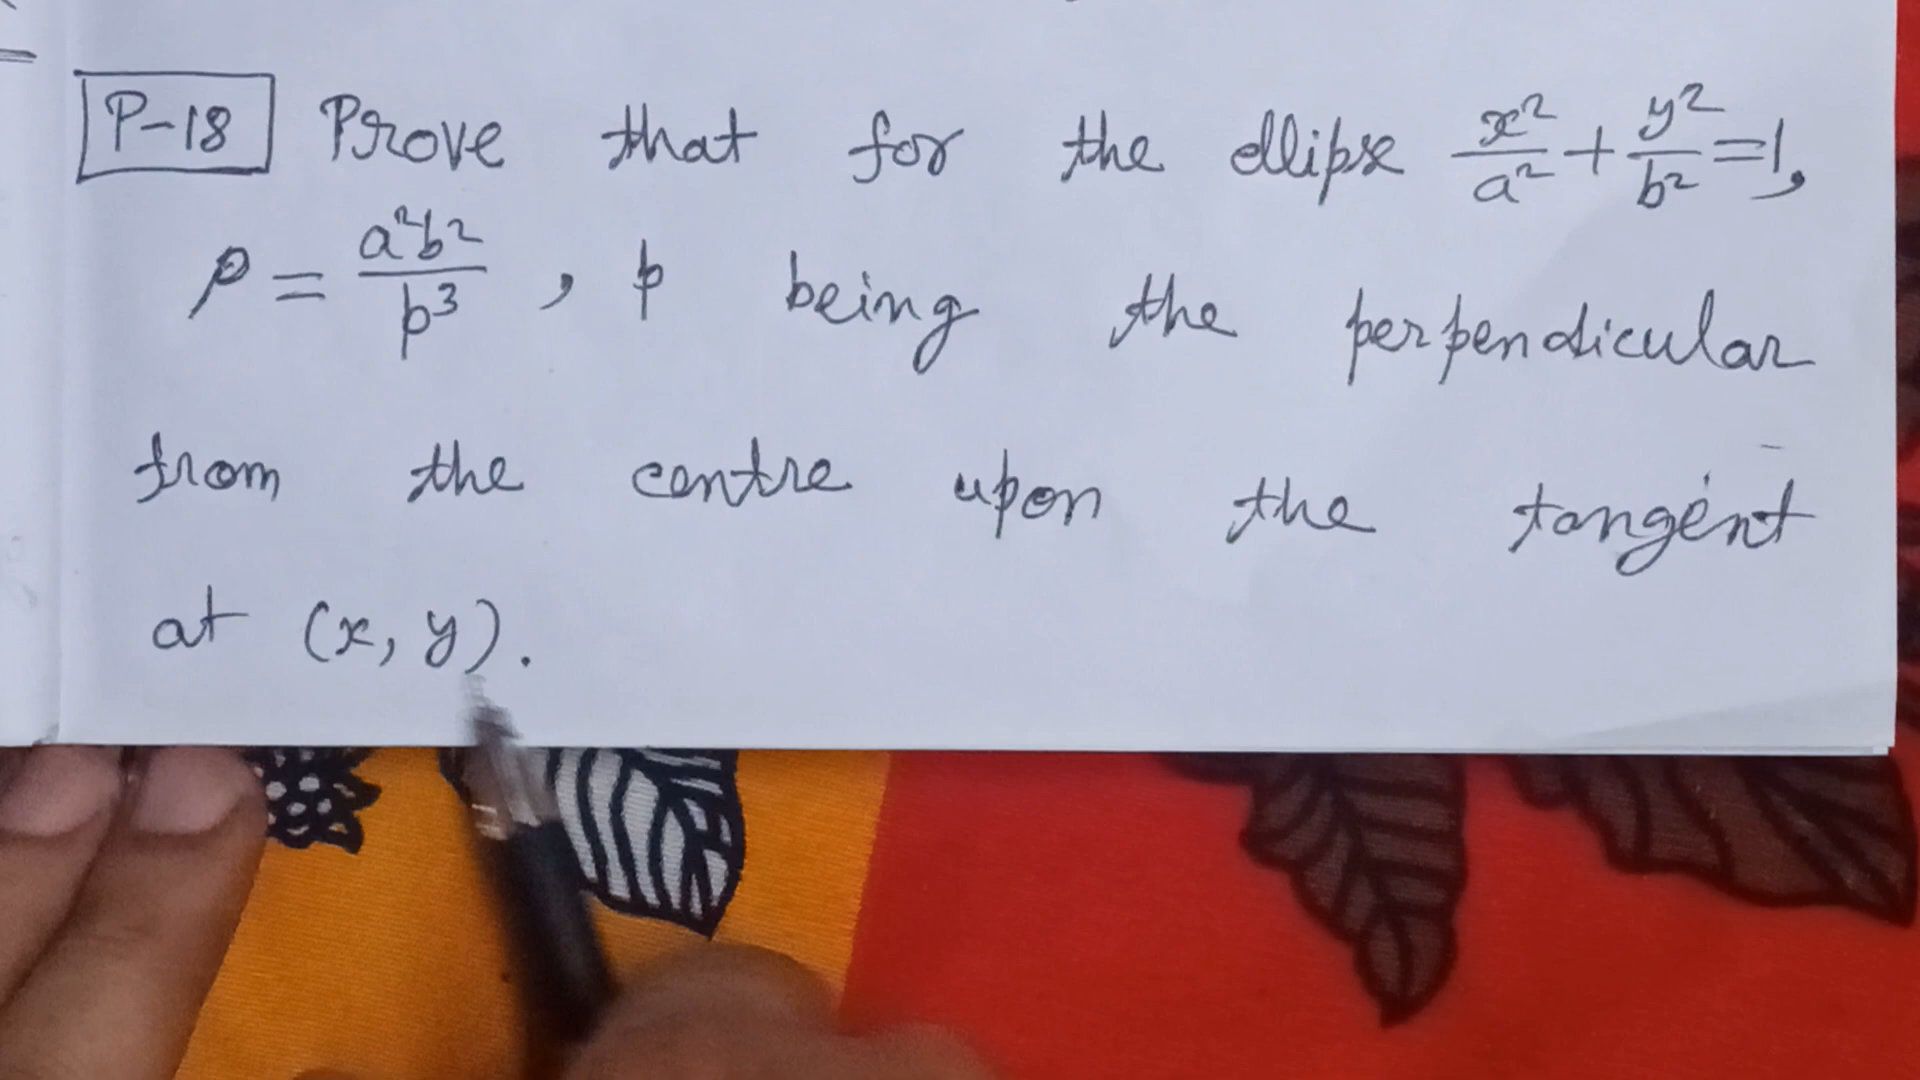 P-18 Prove that for the ellipse x²/a² + y²/b² = 1,
ρ = a²b²/p³, p being the perpendicular
from the centre upon the tangent
at (x, y).